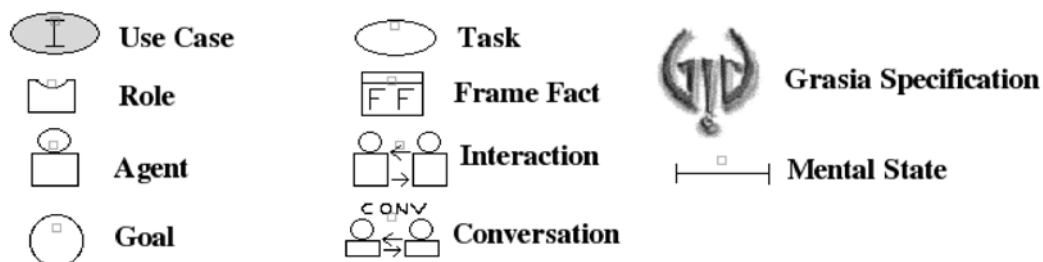 Use Case
Role
Agent
Goal
Task
F F
Frame Fact
Interaction
CONV
Conversation
Grasia Specification
Mental State